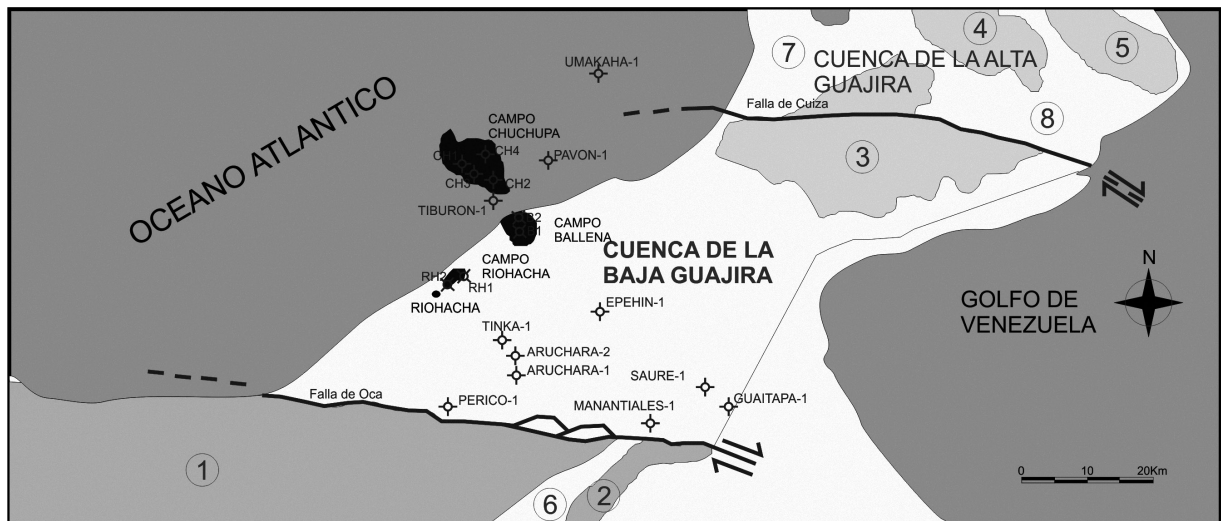 UMAKAHA-1
7
4
5
CUENCA DE LA ALTA
GUAJIRA
OCEANO ATLANTICO
Falla de Cuiza
8
CAMPO
CHUCHUPA
CH1
CH4
PAVON-1
3
CH3
CH2
TIBURON-1
B2
B1
CAMPO
BALLENA
CUENCA DE LA
BAJA GUAJIRA
CAMPO
RIOHACHA
RH2
RH1
RIOHACHA
N
GOLFO DE
VENEZUELA
EPEHIN-1
TINKA-1
ARUCHARA-2
ARUCHARA-1
SAURE-1
Falla de Oca
PERICO-1
MANANTIALES-1
GUAITAPA-1
1
6
2
0 10 20Km